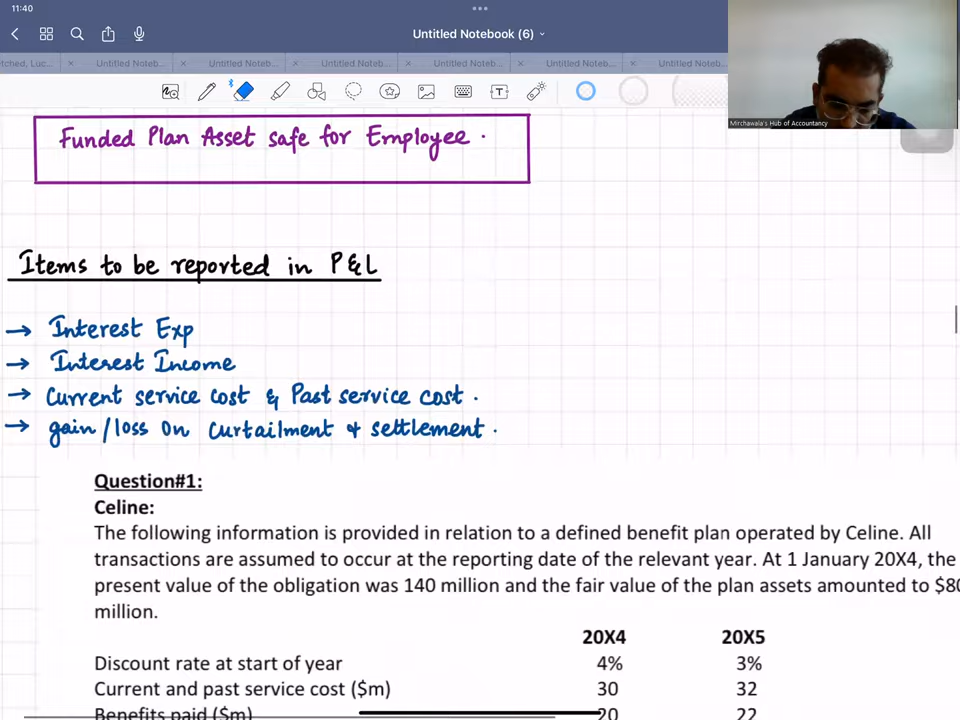 11:40
Untitled Notebook (6)
Untitled Noteb...
Untitled Noteb...
Untitled Noteb...
Untitled Noteb...
Untitled Noteb...
Untitled Noteb...
Mirchawala's Hub of Accountancy
Funded Plan Asset safe for Employee.
Items to be reported in P&L
→ Interest Exp
→ Interest Income
→ Current service cost & Past service cost.
→ gain/loss on curtailment & settlement.
Question#1:
Celine:
The following information is provided in relation to a defined benefit plan operated by Celine. All
transactions are assumed to occur at the reporting date of the relevant year. At 1 January 20X4, the
present value of the obligation was 140 million and the fair value of the plan assets amounted to $80
million.
20X4 20X5
Discount rate at start of year 4% 3%
Current and past service cost ($m) 30 32
Benefits paid ($m) 20 22